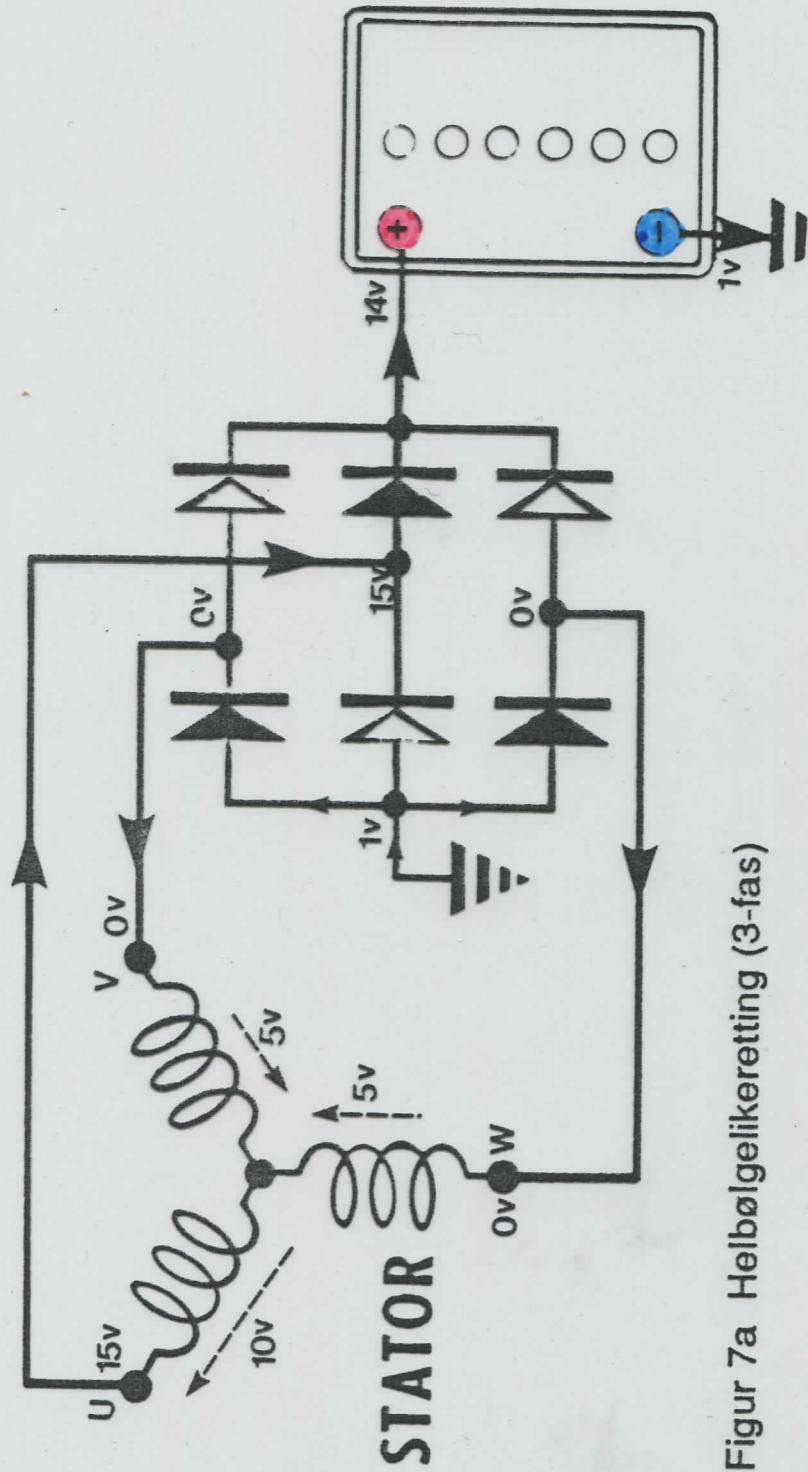 U
15v
V
0v
10v
5v
5v
W
0v
STATOR
0v
15v
1v
0v
14v
+
-
1v
Figur 7a Helbølgelikeretting (3-fas)